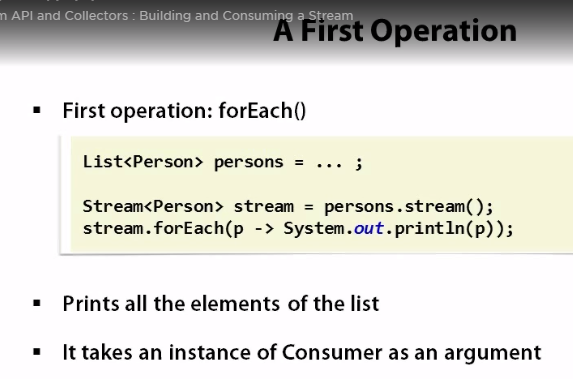 m API and Collectors : Building and Consuming a Stream
A First Operation
▪ First operation: forEach()
List<Person> persons = ... ;
Stream<Person> stream = persons.stream();
stream.forEach(p -> System.out.println(p));
▪ Prints all the elements of the list
▪ It takes an instance of Consumer as an argument